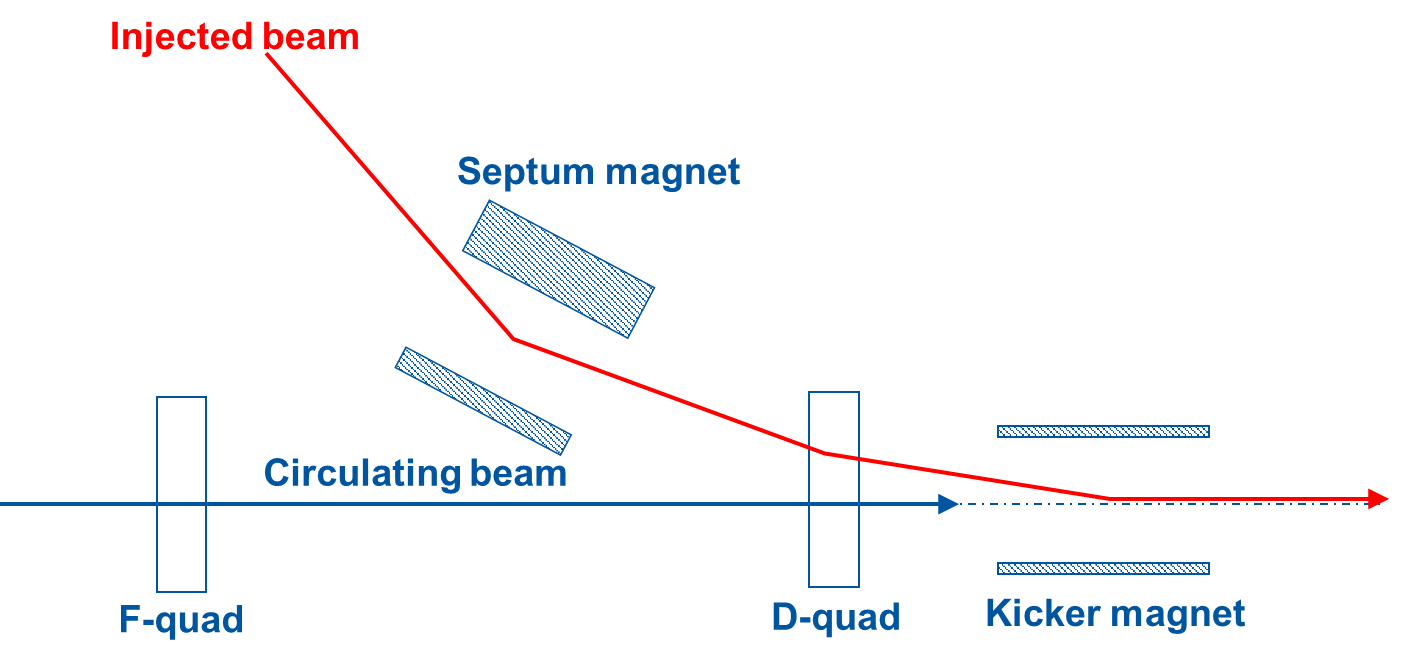 Injected beam
Septum magnet
Circulating beam
F-quad
D-quad
Kicker magnet